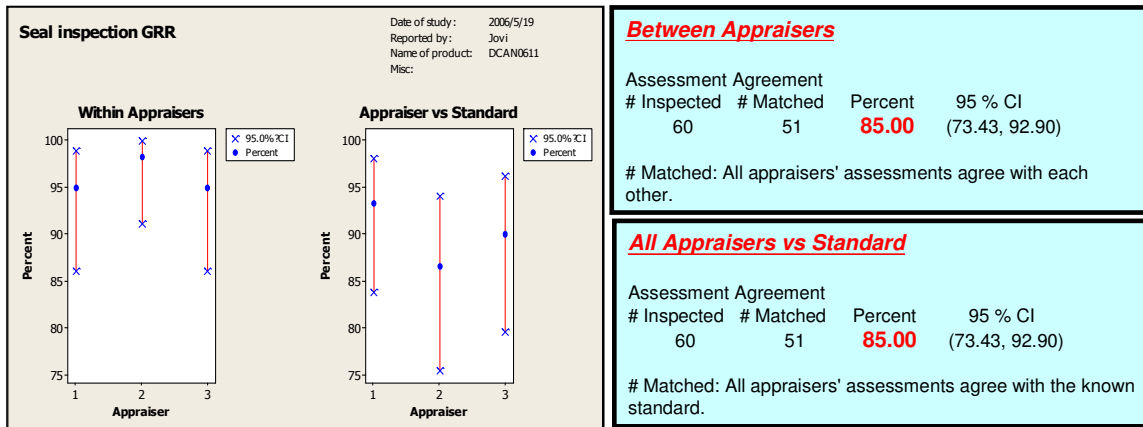 Seal inspection GRR
Date of study : 2006/5/19
Reported by : Jovi
Name of product: DCAN0611
Misc:
Within Appraisers
95.0%?CI
Percent
100
95
90
85
80
75
Percent
1 2 3
Appraiser
Appraiser vs Standard
95.0%?CI
Percent
100
95
90
85
80
75
Percent
1 2 3
Appraiser
Between Appraisers
Assessment Agreement
# Inspected # Matched Percent 95 % CI
60 51 85.00 (73.43, 92.90)
# Matched: All appraisers' assessments agree with each
other.
All Appraisers vs Standard
Assessment Agreement
# Inspected # Matched Percent 95 % CI
60 51 85.00 (73.43, 92.90)
# Matched: All appraisers' assessments agree with the known
standard.